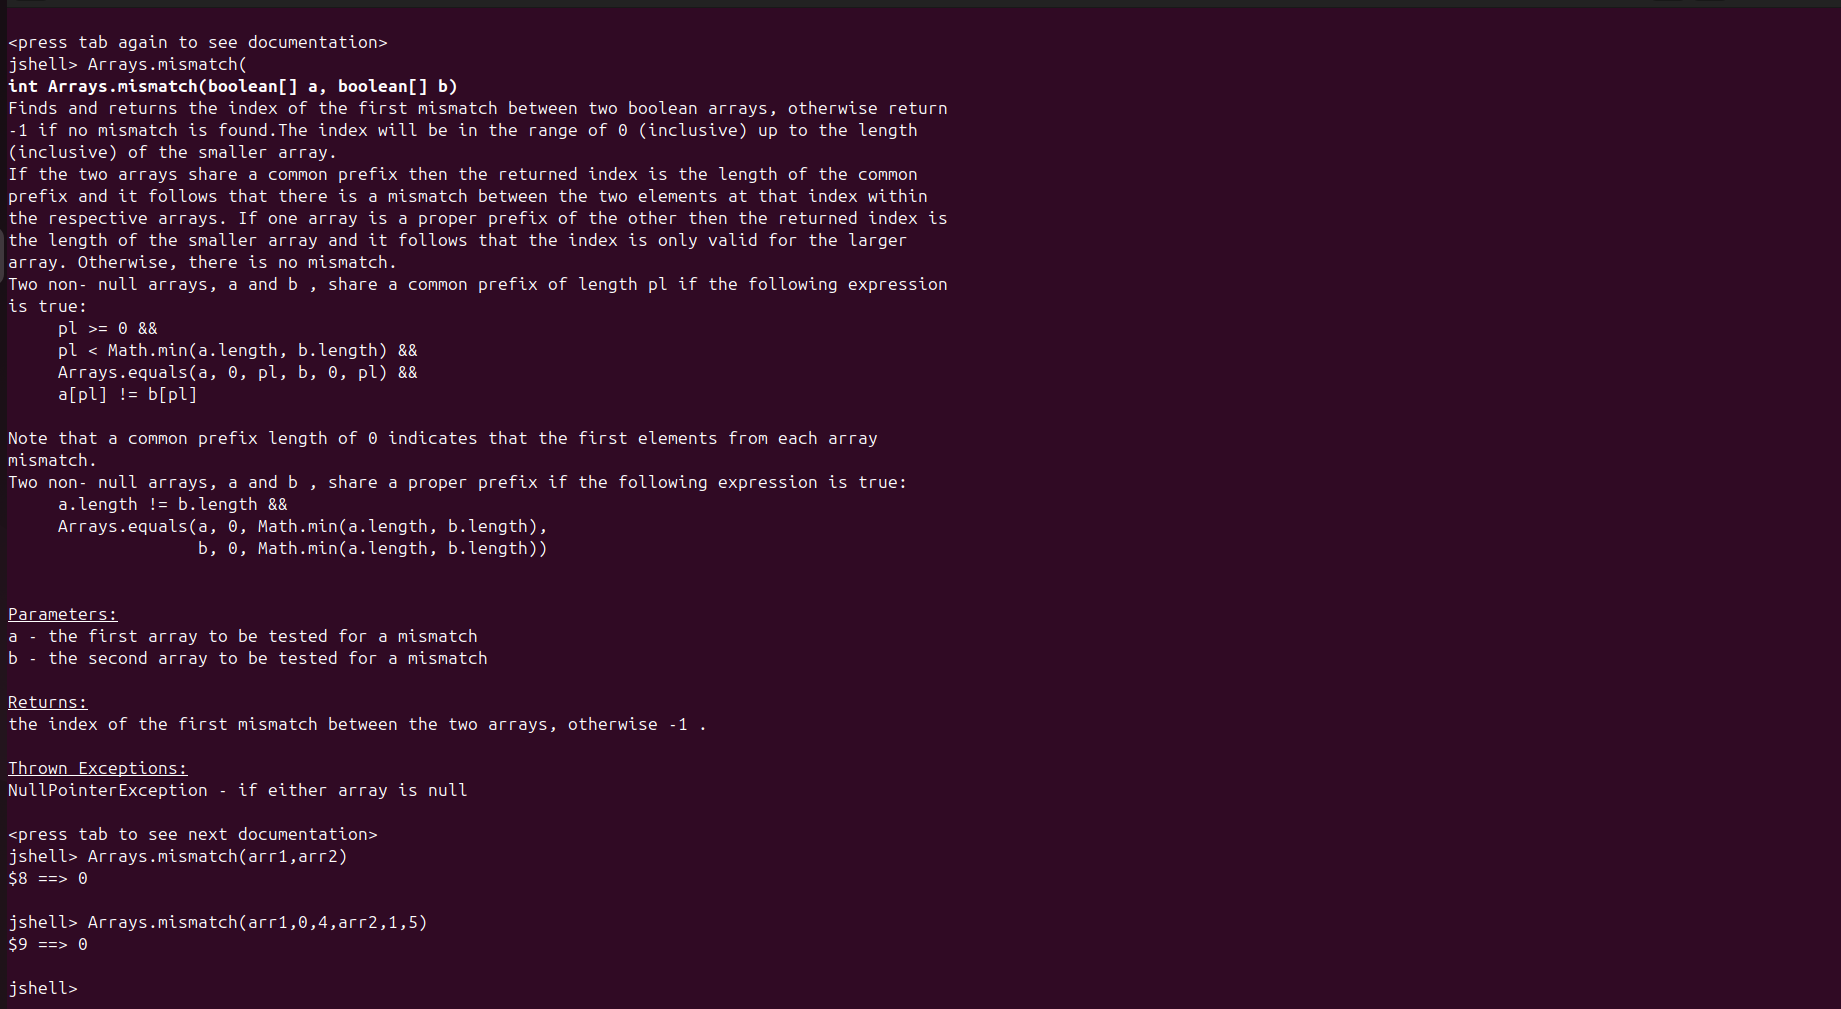 <press tab again to see documentation>
jshell> Arrays.mismatch(
int Arrays.mismatch(boolean[] a, boolean[] b)
Finds and returns the index of the first mismatch between two boolean arrays, otherwise return
-1 if no mismatch is found.The index will be in the range of 0 (inclusive) up to the length
(inclusive) of the smaller array.
If the two arrays share a common prefix then the returned index is the length of the common
prefix and it follows that there is a mismatch between the two elements at that index within
the respective arrays. If one array is a proper prefix of the other then the returned index is
the length of the smaller array and it follows that the index is only valid for the larger
array. Otherwise, there is no mismatch.
Two non- null arrays, a and b , share a common prefix of length pl if the following expression
is true:
     pl >= 0 &&
     pl < Math.min(a.length, b.length) &&
     Arrays.equals(a, 0, pl, b, 0, pl) &&
     a[pl] != b[pl]

Note that a common prefix length of 0 indicates that the first elements from each array
mismatch.
Two non- null arrays, a and b , share a proper prefix if the following expression is true:
     a.length != b.length &&
     Arrays.equals(a, 0, Math.min(a.length, b.length),
                   b, 0, Math.min(a.length, b.length))

Parameters:
a - the first array to be tested for a mismatch
b - the second array to be tested for a mismatch

Returns:
the index of the first mismatch between the two arrays, otherwise -1 .

Thrown Exceptions:
NullPointerException - if either array is null

<press tab to see next documentation>
jshell> Arrays.mismatch(arr1,arr2)
$8 ==> 0

jshell> Arrays.mismatch(arr1,0,4,arr2,1,5)
$9 ==> 0

jshell>